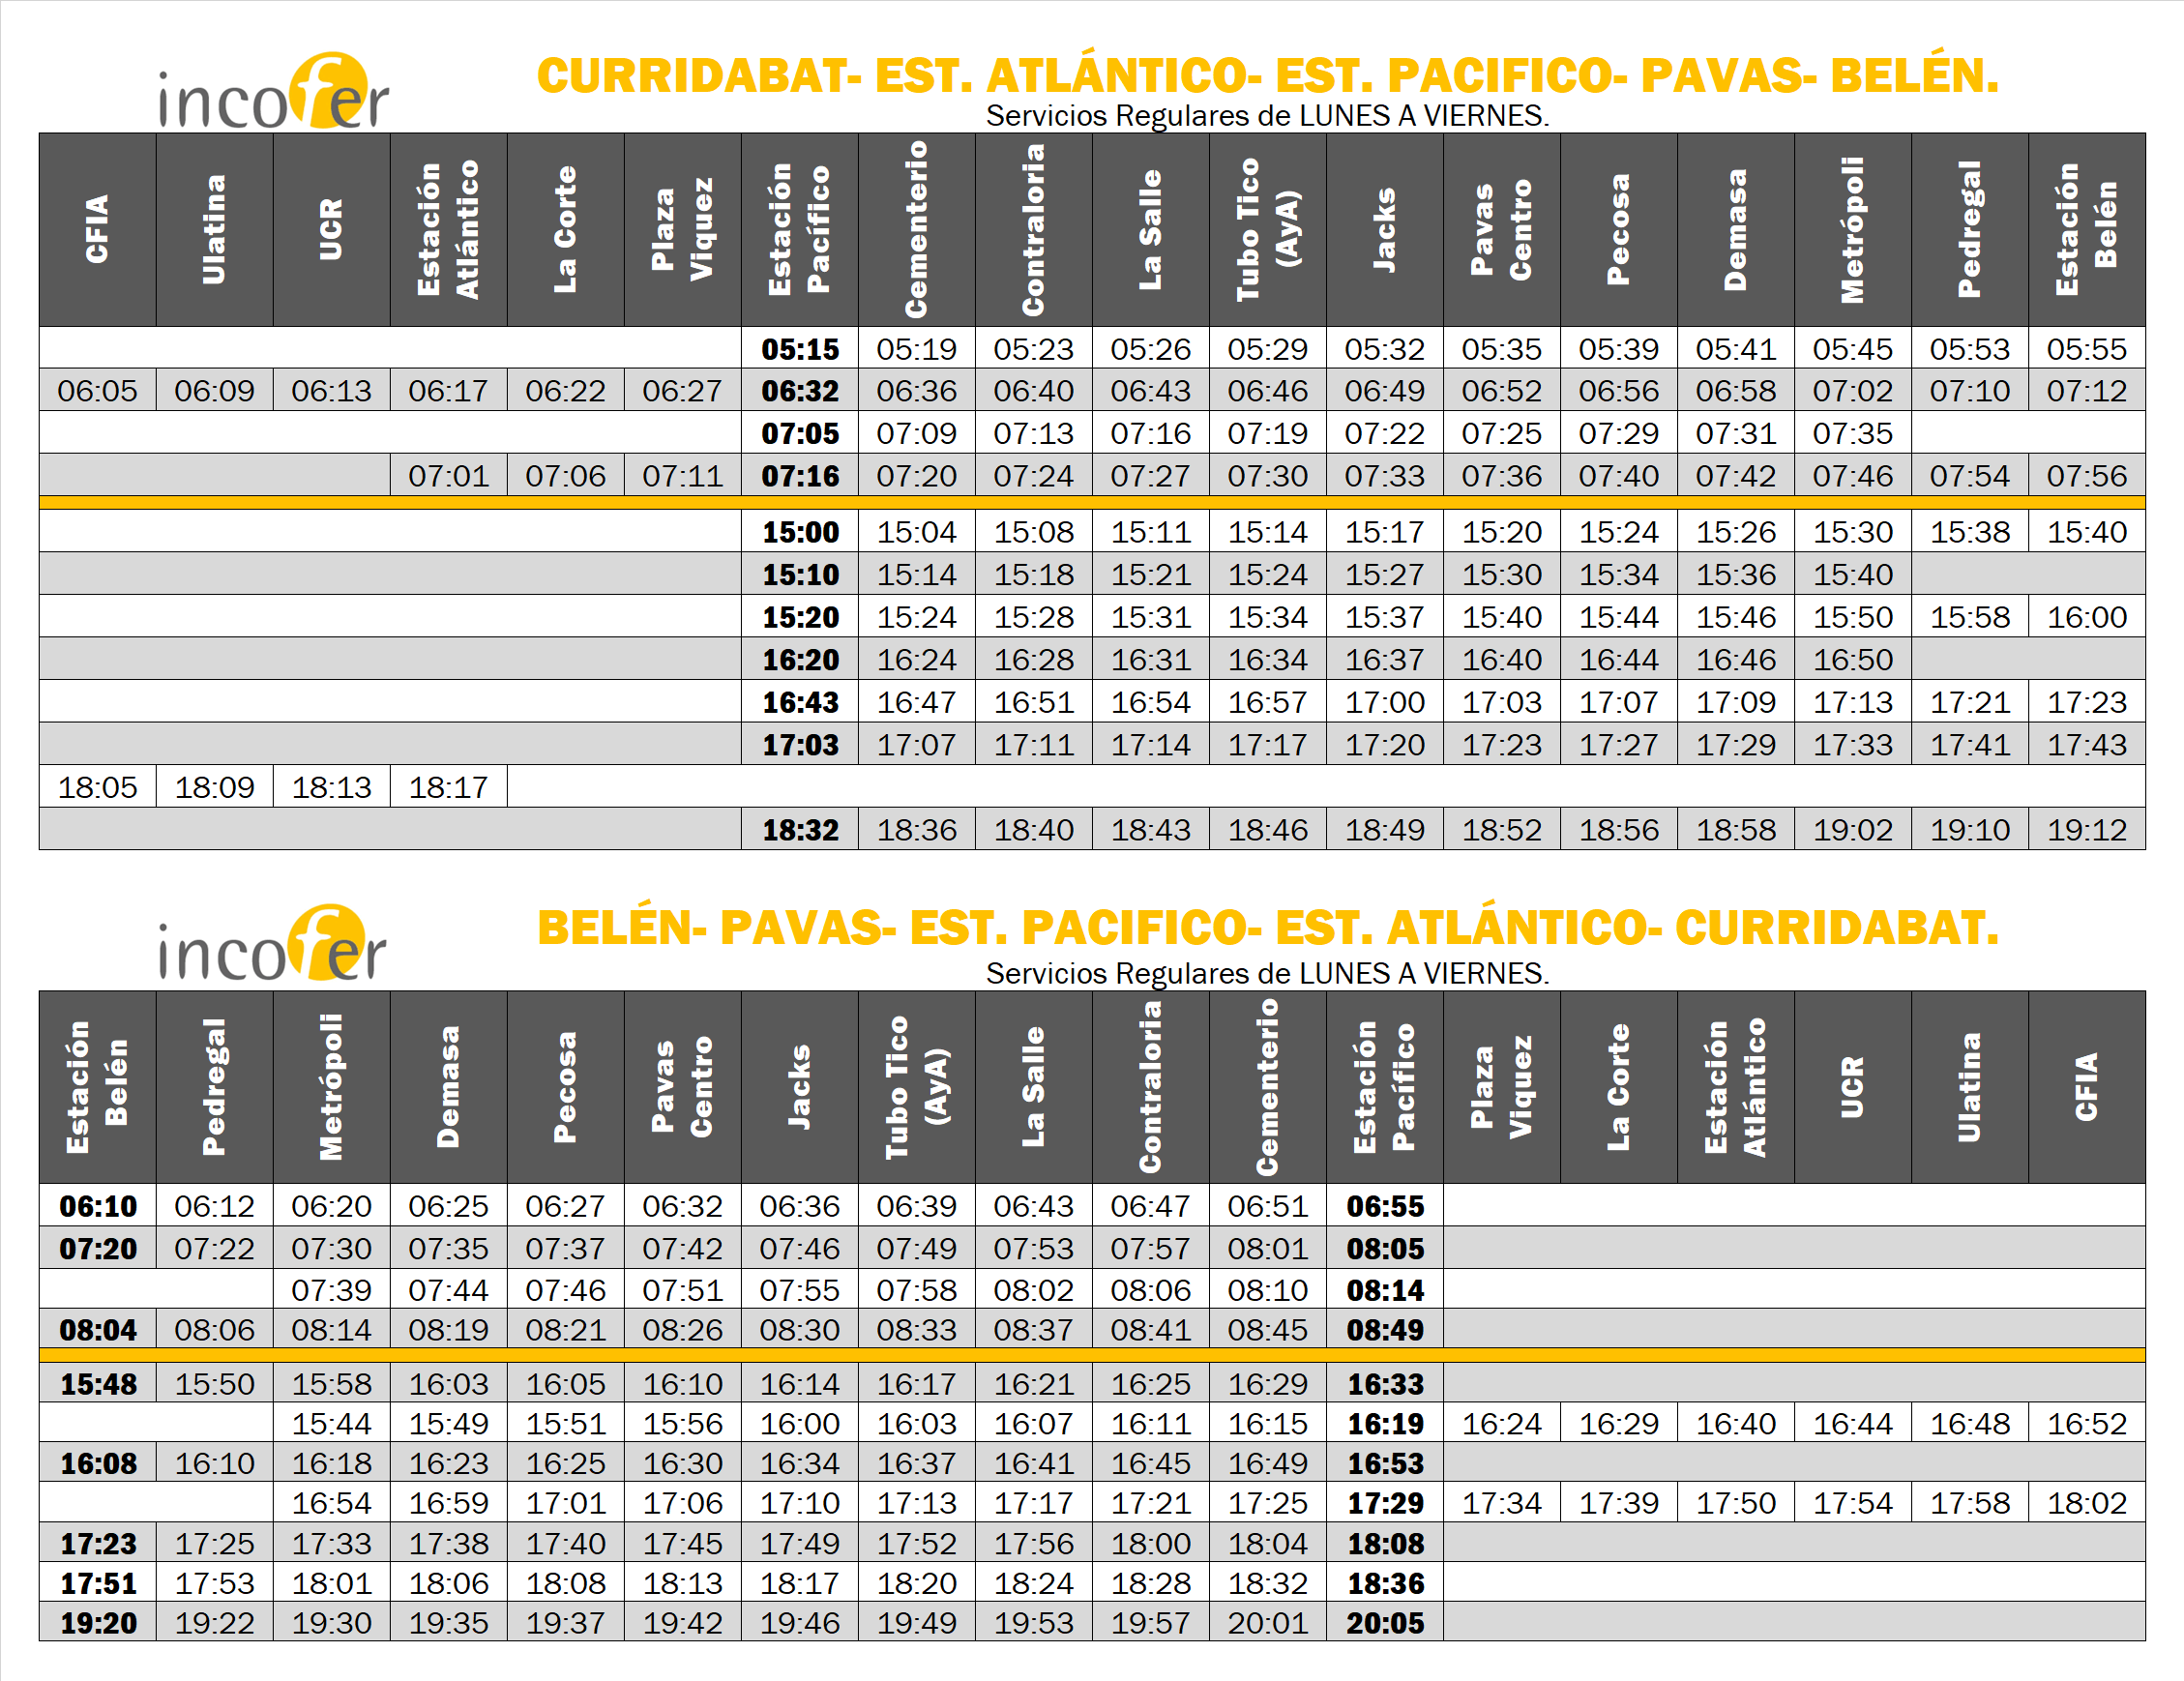 incofer
CURRIDABAT- EST. ATLÁNTICO- EST. PACIFICO- PAVAS- BELÉN.
Servicios Regulares de LUNES A VIERNES.
CFIA Ulatina UCR Estación Atlántico La Corte Plaza Viquez Estación Pacífico Cementerio Contraloria La Salle Tubo Tico (AyA) Jacks Pavas Centro Pecosa Demasa Metrópoli Pedregal Estación Belén
05:15 05:19 05:23 05:26 05:29 05:32 05:35 05:39 05:41 05:45 05:53 05:55
06:05 06:09 06:13 06:17 06:22 06:27 06:32 06:36 06:40 06:43 06:46 06:49 06:52 06:56 06:58 07:02 07:10 07:12
07:05 07:09 07:13 07:16 07:19 07:22 07:25 07:29 07:31 07:35
07:01 07:06 07:11 07:16 07:20 07:24 07:27 07:30 07:33 07:36 07:40 07:42 07:46 07:54 07:56
15:00 15:04 15:08 15:11 15:14 15:17 15:20 15:24 15:26 15:30 15:38 15:40
15:10 15:14 15:18 15:21 15:24 15:27 15:30 15:34 15:36 15:40
15:20 15:24 15:28 15:31 15:34 15:37 15:40 15:44 15:46 15:50 15:58 16:00
16:20 16:24 16:28 16:31 16:34 16:37 16:40 16:44 16:46 16:50
16:43 16:47 16:51 16:54 16:57 17:00 17:03 17:07 17:09 17:13 17:21 17:23
17:03 17:07 17:11 17:14 17:17 17:20 17:23 17:27 17:29 17:33 17:41 17:43
18:05 18:09 18:13 18:17
18:32 18:36 18:40 18:43 18:46 18:49 18:52 18:56 18:58 19:02 19:10 19:12
incofer
BELÉN- PAVAS- EST. PACIFICO- EST. ATLÁNTICO- CURRIDABAT.
Servicios Regulares de LUNES A VIERNES.
Estación Belén Pedregal Metrópoli Demasa Pecosa Pavas Centro Jacks Tubo Tico (AyA) La Salle Contraloria Cementerio Estación Pacífico Plaza Viquez La Corte Estación Atlántico UCR Ulatina CFIA
06:10 06:12 06:20 06:25 06:27 06:32 06:36 06:39 06:43 06:47 06:51 06:55
07:20 07:22 07:30 07:35 07:37 07:42 07:46 07:49 07:53 07:57 08:01 08:05
07:39 07:44 07:46 07:51 07:55 07:58 08:02 08:06 08:10 08:14
08:04 08:06 08:14 08:19 08:21 08:26 08:30 08:33 08:37 08:41 08:45 08:49
15:48 15:50 15:58 16:03 16:05 16:10 16:14 16:17 16:21 16:25 16:29 16:33
15:44 15:49 15:51 15:56 16:00 16:03 16:07 16:11 16:15 16:19 16:24 16:29 16:40 16:44 16:48 16:52
16:08 16:10 16:18 16:23 16:25 16:30 16:34 16:37 16:41 16:45 16:49 16:53
16:54 16:59 17:01 17:06 17:10 17:13 17:17 17:21 17:25 17:29 17:34 17:39 17:50 17:54 17:58 18:02
17:23 17:25 17:33 17:38 17:40 17:45 17:49 17:52 17:56 18:00 18:04 18:08
17:51 17:53 18:01 18:06 18:08 18:13 18:17 18:20 18:24 18:28 18:32 18:36
19:20 19:22 19:30 19:35 19:37 19:42 19:46 19:49 19:53 19:57 20:01 20:05